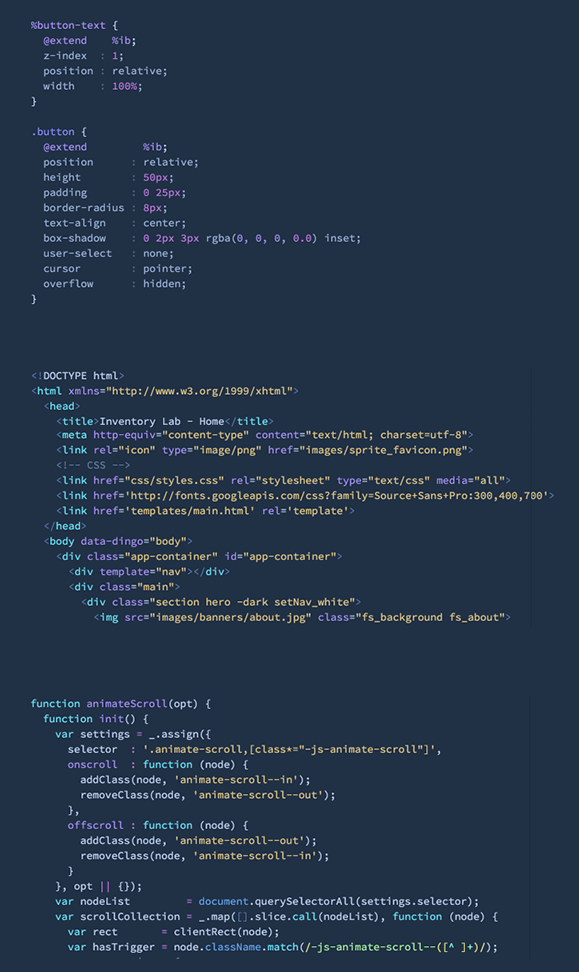 %button-text {
  @extend    %ib;
  z-index  : 1;
  position : relative;
  width    : 100%;
}
.button {
  @extend         %ib;
  position      : relative;
  height        : 50px;
  padding       : 0 25px;
  border-radius : 8px;
  text-align    : center;
  box-shadow    : 0 2px 3px rgba(0, 0, 0, 0.0) inset;
  user-select   : none;
  cursor        : pointer;
  overflow      : hidden;
}
<!DOCTYPE html>
<html xmlns="http://www.w3.org/1999/xhtml">
  <head>
    <title>Inventory Lab - Home</title>
    <meta http-equiv="content-type" content="text/html; charset=utf-8">
    <link rel="icon" type="image/png" href="images/sprite_favicon.png">
    <!-- CSS -->
    <link href="css/styles.css" rel="stylesheet" type="text/css" media="all">
    <link href='http://fonts.googleapis.com/css?family=Source+Sans+Pro:300,400,700'>
    <link href='templates/main.html' rel='template'>
  </head>
  <body data-dingo="body">
    <div class="app-container" id="app-container">
      <div template="nav"></div>
      <div class="main">
        <div class="section hero -dark setNav_white">
          <img src="images/banners/about.jpg" class="fs_background fs_about">
function animateScroll(opt) {
  function init() {
    var settings = _.assign({
      selector  : '.animate-scroll,[class*="-js-animate-scroll"]',
      onscroll  : function (node) {
        addClass(node, 'animate-scroll--in');
        removeClass(node, 'animate-scroll--out');
      },
      offscroll : function (node) {
        addClass(node, 'animate-scroll--out');
        removeClass(node, 'animate-scroll--in');
      }
    }, opt || {});
    var nodeList         = document.querySelectorAll(settings.selector);
    var scrollCollection = _.map([].slice.call(nodeList), function (node) {
      var rect       = clientRect(node);
      var hasTrigger = node.className.match(/-js-animate-scroll--([^ ]+)/);